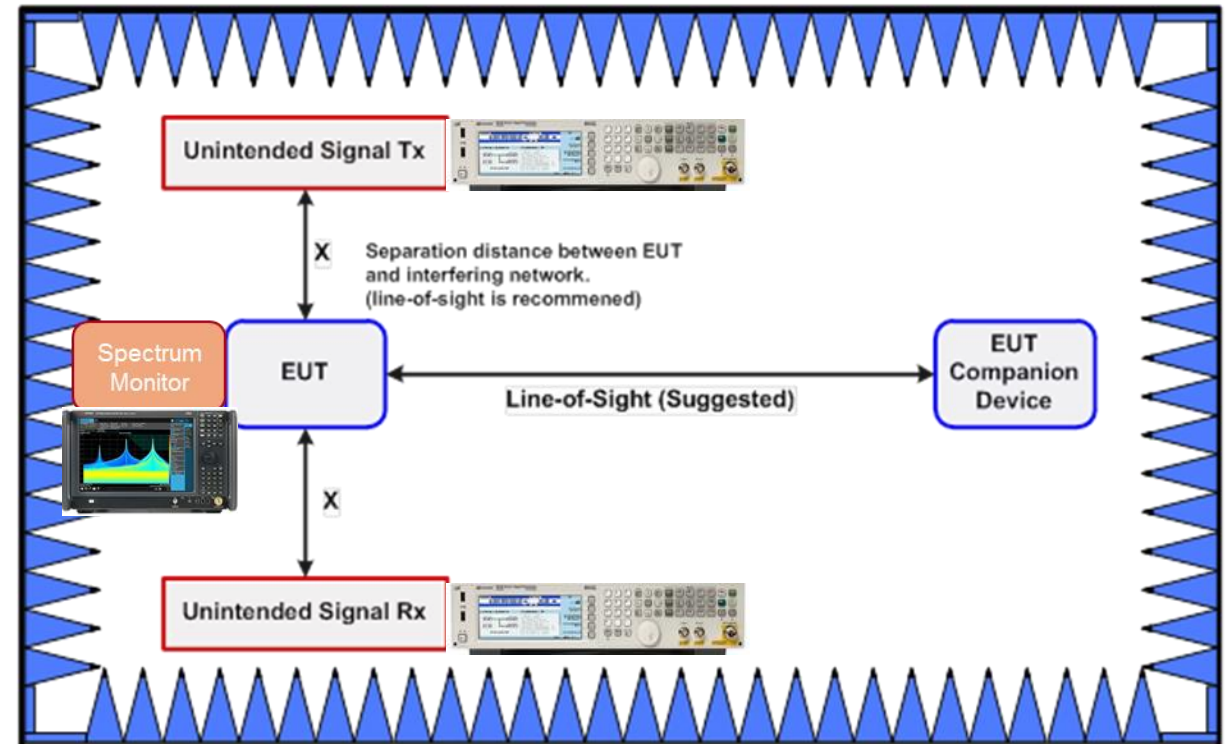 Unintended Signal Tx
X
Separation distance between EUT
and interfering network.
(line-of-sight is recommened)
Spectrum
Monitor
EUT
EUT
Companion
Device
Line-of-Sight (Suggested)
X
Unintended Signal Rx